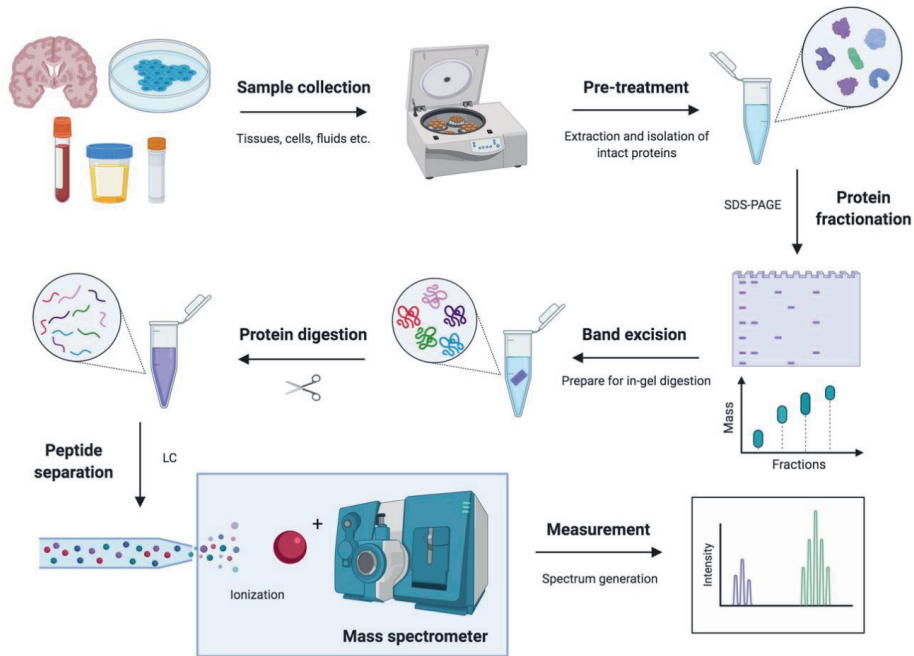 Sample collection
Tissues, cells, fluids etc.
Pre-treatment
Extraction and isolation of
intact proteins
SDS-PAGE
Protein
fractionation
Band excision
Prepare for in-gel digestion
Mass
Fractions
Protein digestion
Peptide
separation
LC
Ionization
+
Mass spectrometer
Measurement
Spectrum generation
Intensity